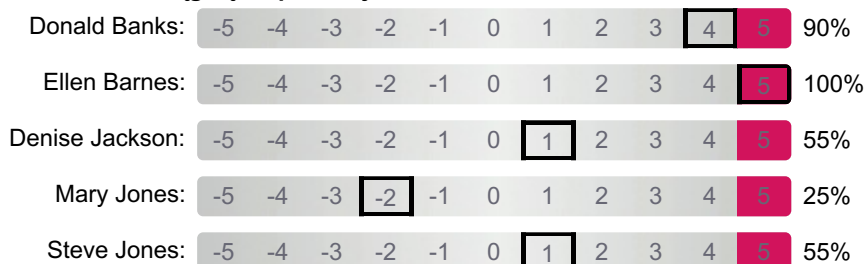 Donald Banks: -5 -4 -3 -2 -1 0 1 2 3 4 5 90%
Ellen Barnes: -5 -4 -3 -2 -1 0 1 2 3 4 5 100%
Denise Jackson: -5 -4 -3 -2 -1 0 1 2 3 4 5 55%
Mary Jones: -5 -4 -3 -2 -1 0 1 2 3 4 5 25%
Steve Jones: -5 -4 -3 -2 -1 0 1 2 3 4 5 55%